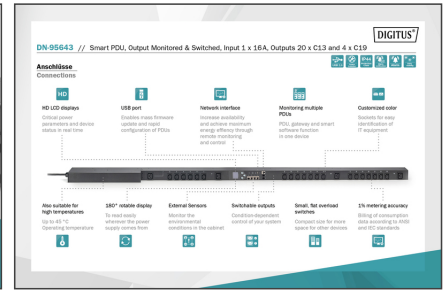 DIGITUS®
DN-95643 // Smart PDU, Output Monitored & Switched, Input 1 x 16A, Outputs 20 x C13 and 4 x C19
Anschlüsse
Connections
HD
HD LCD displays
Critical power
parameters and device
status in real time
USB port
Enables mass firmware
update and rapid
configuration of PDUs
Network interface
Increase availability
and achieve maximum
energy effiency through
remote monitoring
and control
Monitoring multiple
PDUs
PDU, gateway and smart
software function
in one device
Customized color
Sockets for easy
identification of
IT equipment
Also suitable for
high temperatures
Up to 45 °C
Operating temperature
180° rotable display
To read easily
wherever the power
supply comes from
External Sensors
Monitor the
environmental
conditions in the cabinet
Switchable outputs
Condition-dependent
control of your system
Small, flat overload
switches
Compact size for more
space for other devices
1% metering accuracy
Billing of consumption
data according to ANSI
and IEC standards